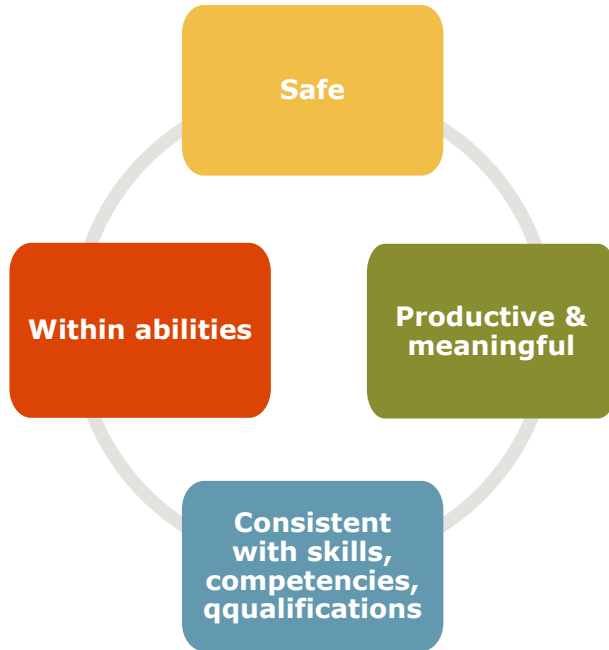 Safe
Within abilities
Productive &
meaningful
Consistent
with skills,
competencies,
qqualifications